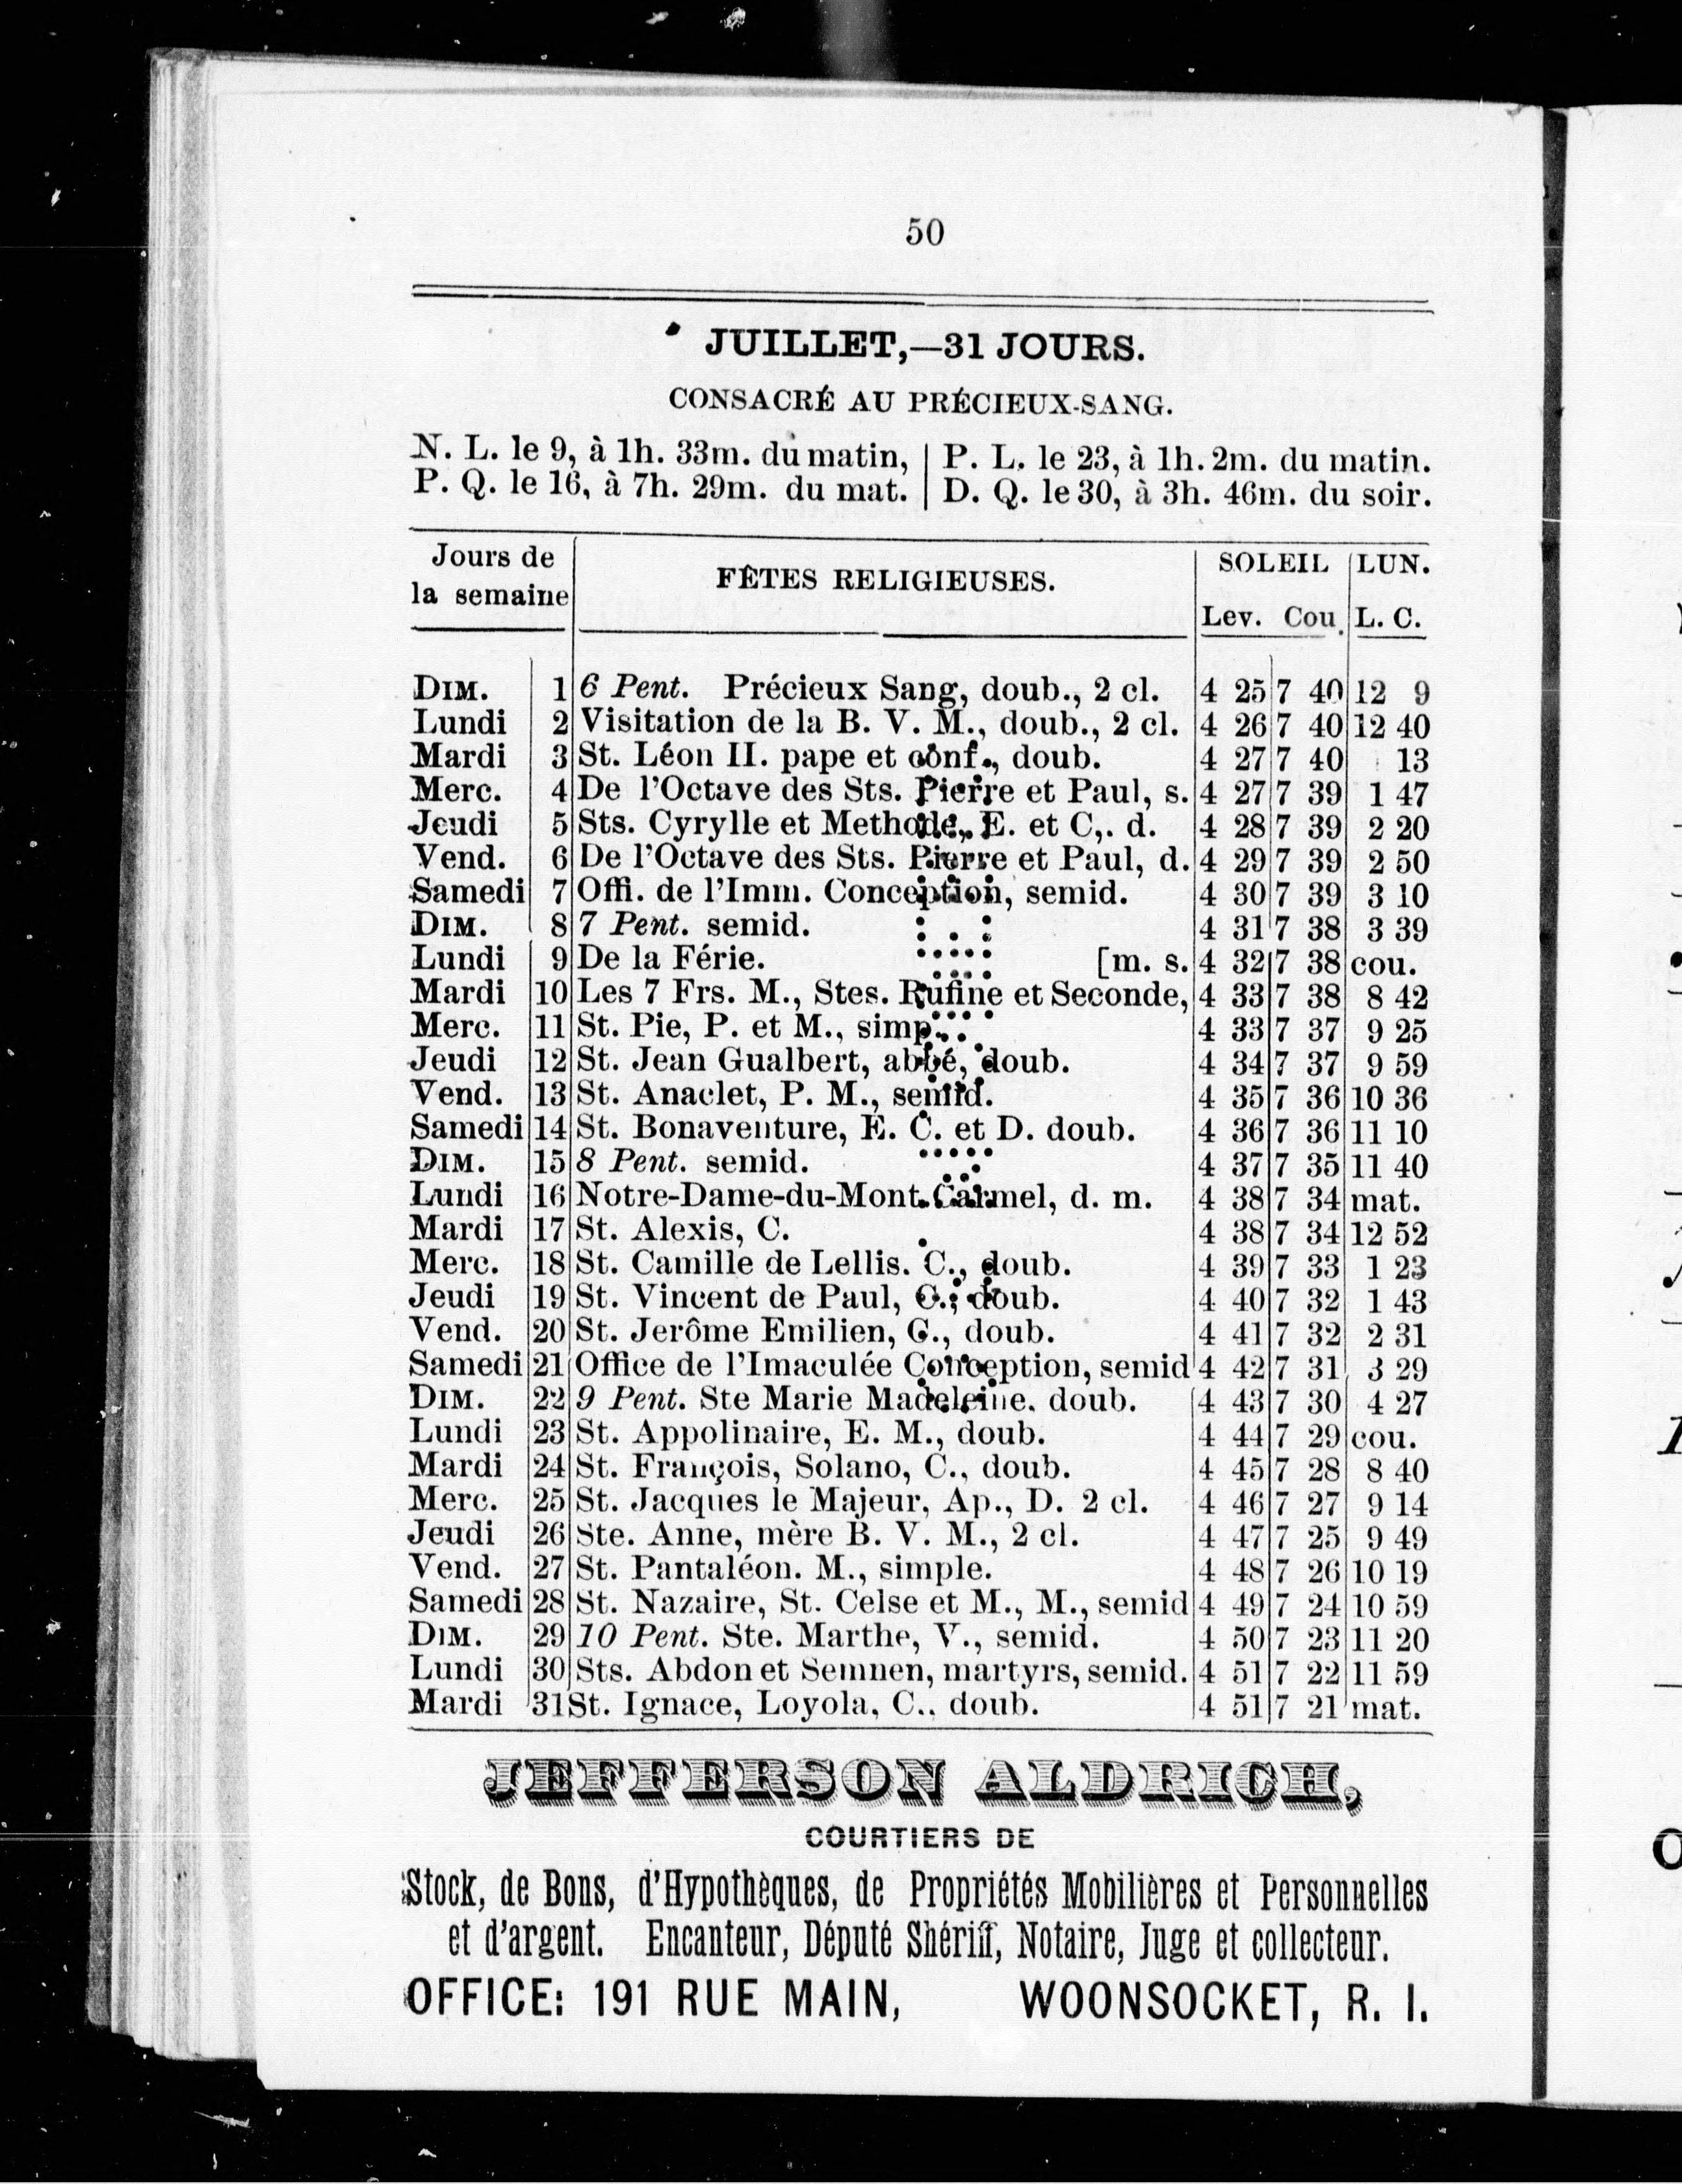 50
JUILLET,—31 JOURS.
CONSACRÉ AU PRÉCIEUX-SANG.
N. L. le 9, à 1h. 33m. du matin, | P. L. le 23, à 1h. 2m. du matin.
P. Q. le 16, à 7h. 29m. du mat. | D. Q. le 30, à 3h. 46m. du soir.
Jours de la semaine | FÊTES RELIGIEUSES. | SOLEIL Lev. Cou. | LUN. L. C.
DIM. 1 6 Pent. Précieux Sang, doub., 2 cl. 4 25 7 40 12 9
Lundi 2 Visitation de la B. V. M., doub., 2 cl. 4 26 7 40 12 40
Mardi 3 St. Léon II. pape et conf., doub. 4 27 7 40 13
Merc. 4 De l'Octave des Sts. Pierre et Paul, s. 4 27 7 39 1 47
Jeudi 5 Sts. Cyrylle et Methode, E. et C,. d. 4 28 7 39 2 20
Vend. 6 De l'Octave des Sts. Pierre et Paul, d. 4 29 7 39 2 50
Samedi 7 Offi. de l'Imm. Conception, semid. 4 30 7 39 3 10
DIM. 8 7 Pent. semid. 4 31 7 38 3 39
Lundi 9 De la Férie. [m. s. 4 32 7 38 cou.
Mardi 10 Les 7 Frs. M., Stes. Rufine et Seconde, 4 33 7 38 8 42
Merc. 11 St. Pie, P. et M., simp. 4 33 7 37 9 25
Jeudi 12 St. Jean Gualbert, abbé, doub. 4 34 7 37 9 59
Vend. 13 St. Anaclet, P. M., semid. 4 35 7 36 10 36
Samedi 14 St. Bonaventure, E. C. et D. doub. 4 36 7 36 11 10
DIM. 15 8 Pent. semid. 4 37 7 35 11 40
Lundi 16 Notre-Dame-du-Mont-Carmel, d. m. 4 38 7 34 mat.
Mardi 17 St. Alexis, C. 4 38 7 34 12 52
Merc. 18 St. Camille de Lellis. C., doub. 4 39 7 33 1 23
Jeudi 19 St. Vincent de Paul, C., doub. 4 40 7 32 1 43
Vend. 20 St. Jerôme Emilien, C., doub. 4 41 7 32 2 31
Samedi 21 Office de l'Imaculée Conception, semid 4 42 7 31 3 29
DIM. 22 9 Pent. Ste Marie Madeleine. doub. 4 43 7 30 4 27
Lundi 23 St. Appolinaire, E. M., doub. 4 44 7 29 cou.
Mardi 24 St. François, Solano, C., doub. 4 45 7 28 8 40
Merc. 25 St. Jacques le Majeur, Ap., D. 2 cl. 4 46 7 27 9 14
Jeudi 26 Ste. Anne, mère B. V. M., 2 cl. 4 47 7 25 9 49
Vend. 27 St. Pantaléon. M., simple. 4 48 7 26 10 19
Samedi 28 St. Nazaire, St. Celse et M., M., semid 4 49 7 24 10 59
DIM. 29 10 Pent. Ste. Marthe, V., semid. 4 50 7 23 11 20
Lundi 30 Sts. Abdon et Semnen, martyrs, semid. 4 51 7 22 11 59
Mardi 31 St. Ignace, Loyola, C., doub. 4 51 7 21 mat.
JEFFERSON ALDRICH,
COURTIERS DE
Stock, de Bons, d'Hypothèques, de Propriétés Mobilières et Personnelles
et d'argent. Encanteur, Député Shériff, Notaire, Juge et collecteur.
OFFICE: 191 RUE MAIN, WOONSOCKET, R. I.